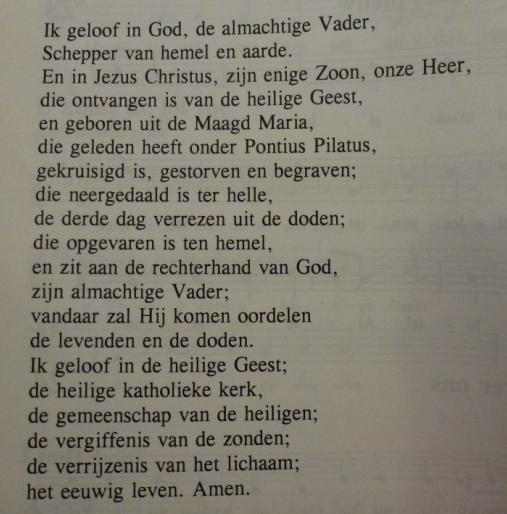 Ik geloof in God, de almachtige Vader,
Schepper van hemel en aarde.
En in Jezus Christus, zijn enige Zoon, onze Heer,
die ontvangen is van de heilige Geest,
en geboren uit de Maagd Maria,
die geleden heeft onder Pontius Pilatus,
gekruisigd is, gestorven en begraven;
die neergedaald is ter helle,
de derde dag verrezen uit de doden;
die opgevaren is ten hemel,
en zit aan de rechterhand van God,
zijn almachtige Vader;
vandaar zal Hij komen oordelen
de levenden en de doden.
Ik geloof in de heilige Geest;
de heilige katholieke kerk,
de gemeenschap van de heiligen;
de vergiffenis van de zonden;
de verrijzenis van het lichaam;
het eeuwig leven. Amen.